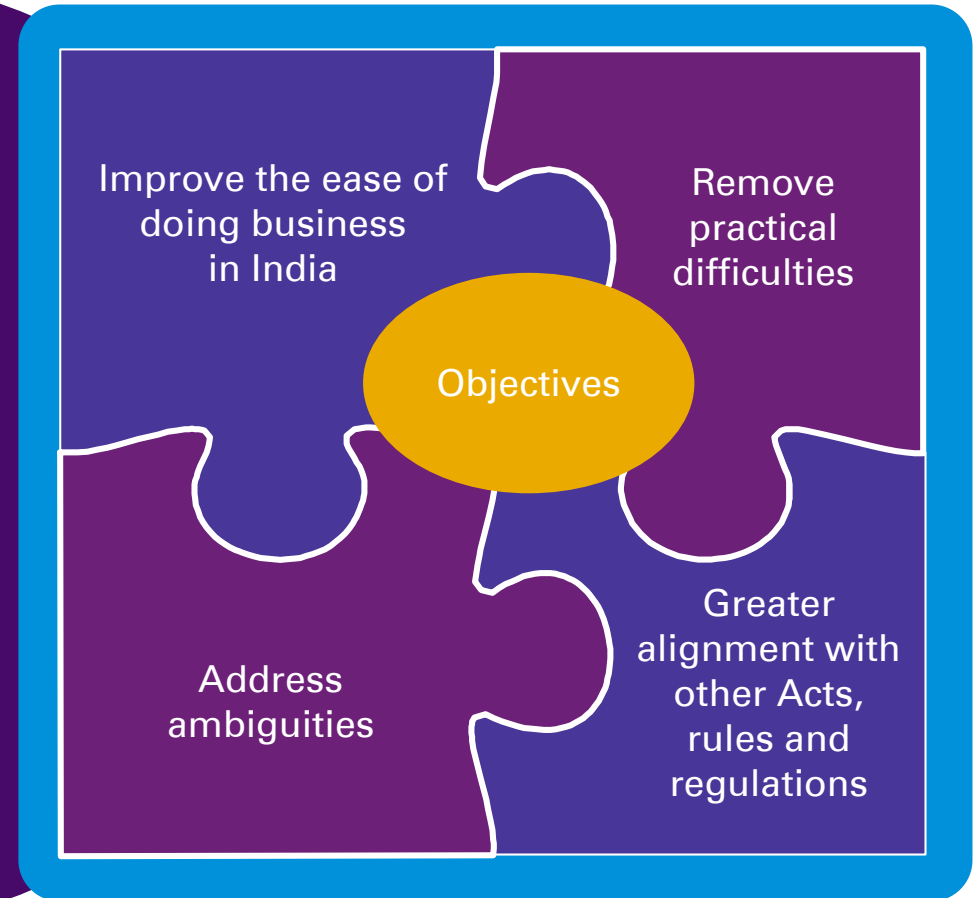 Improve the ease of
doing business
in India
Remove
practical
difficulties
Objectives
Address
ambiguities
Greater
alignment with
other Acts,
rules and
regulations